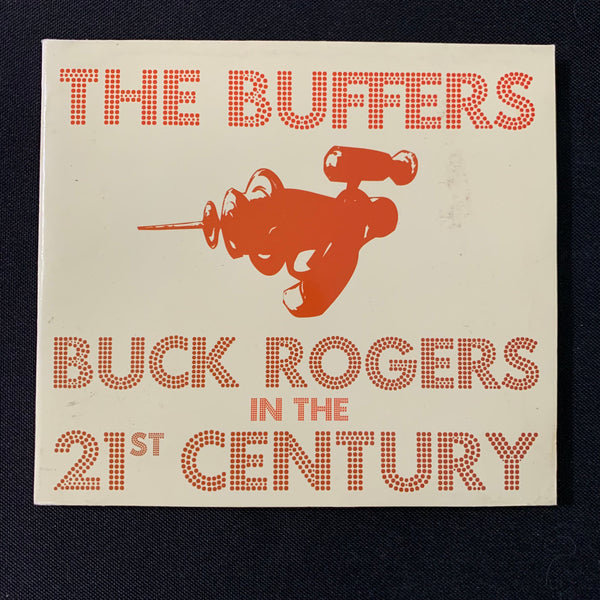 THE BUFFERS
BUCK ROGERS
IN THE
21ST CENTURY